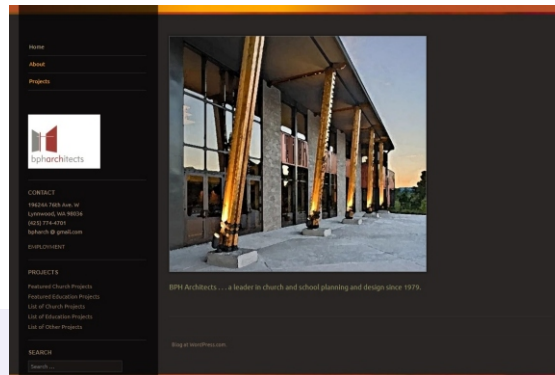 Home
About
Projects
bpharchitects
CONTACT
19624A 76th Ave. W
Lynnwood, WA 98036
(425) 774-4701
bpharch @ gmail.com
EMPLOYMENT
PROJECTS
Featured Church Projects
Featured Education Projects
List of Church Projects
List of Education Projects
List of Other Projects
SEARCH
Search ...
BPH Architects . . . a leader in church and school planning and design since 1979.
Blog at WordPress.com.